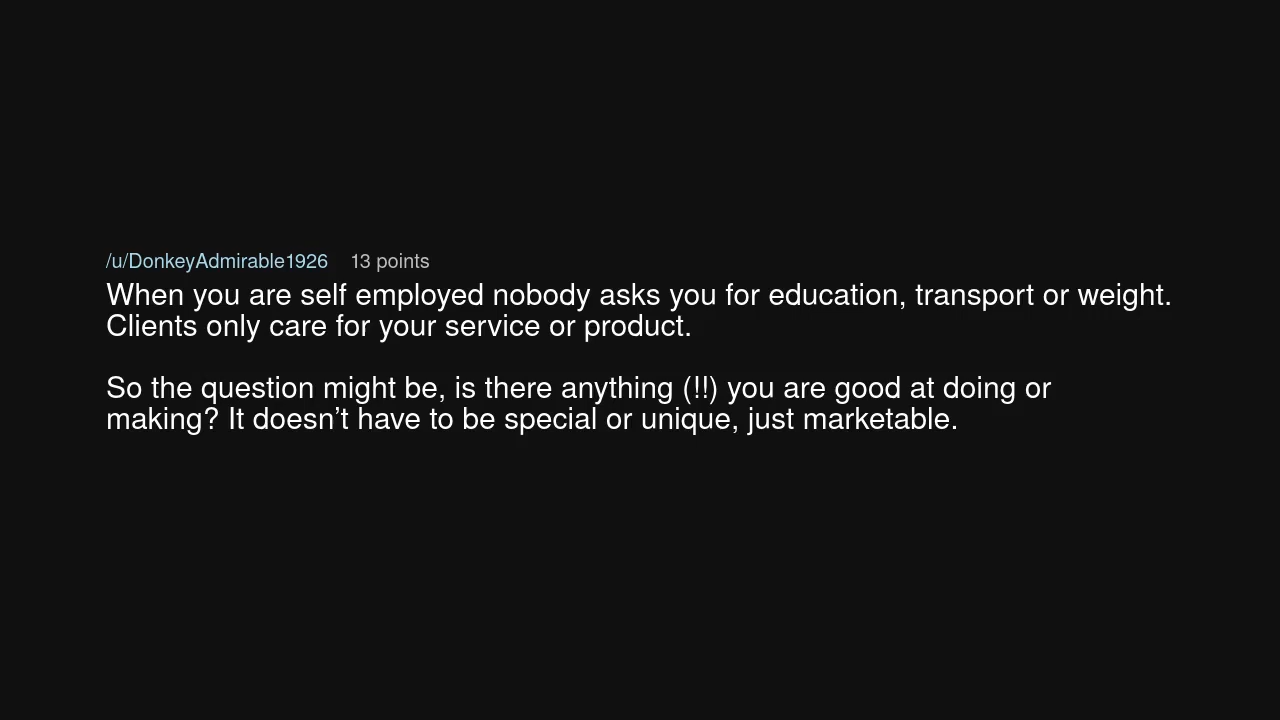 /u/DonkeyAdmirable1926 13 points
When you are self employed nobody asks you for education, transport or weight.
Clients only care for your service or product.
So the question might be, is there anything (!!) you are good at doing or
making? It doesn’t have to be special or unique, just marketable.